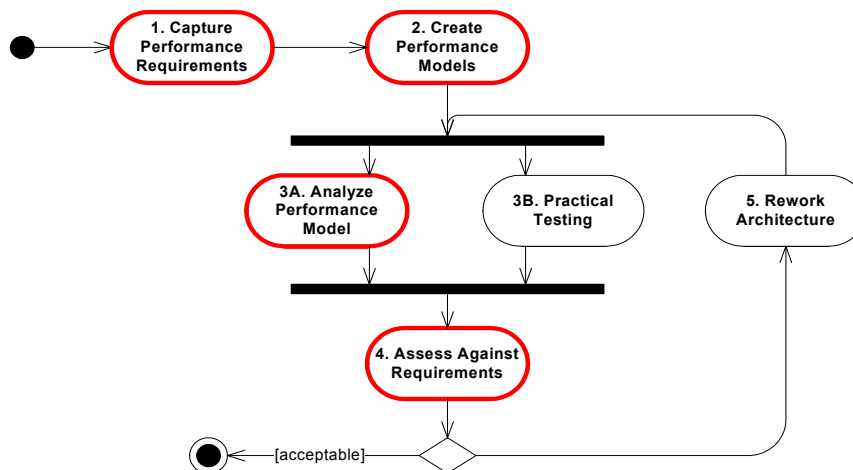 1. Capture
Performance
Requirements
2. Create
Performance
Models
3A. Analyze
Performance
Model
3B. Practical
Testing
5. Rework
Architecture
4. Assess Against
Requirements
[acceptable]